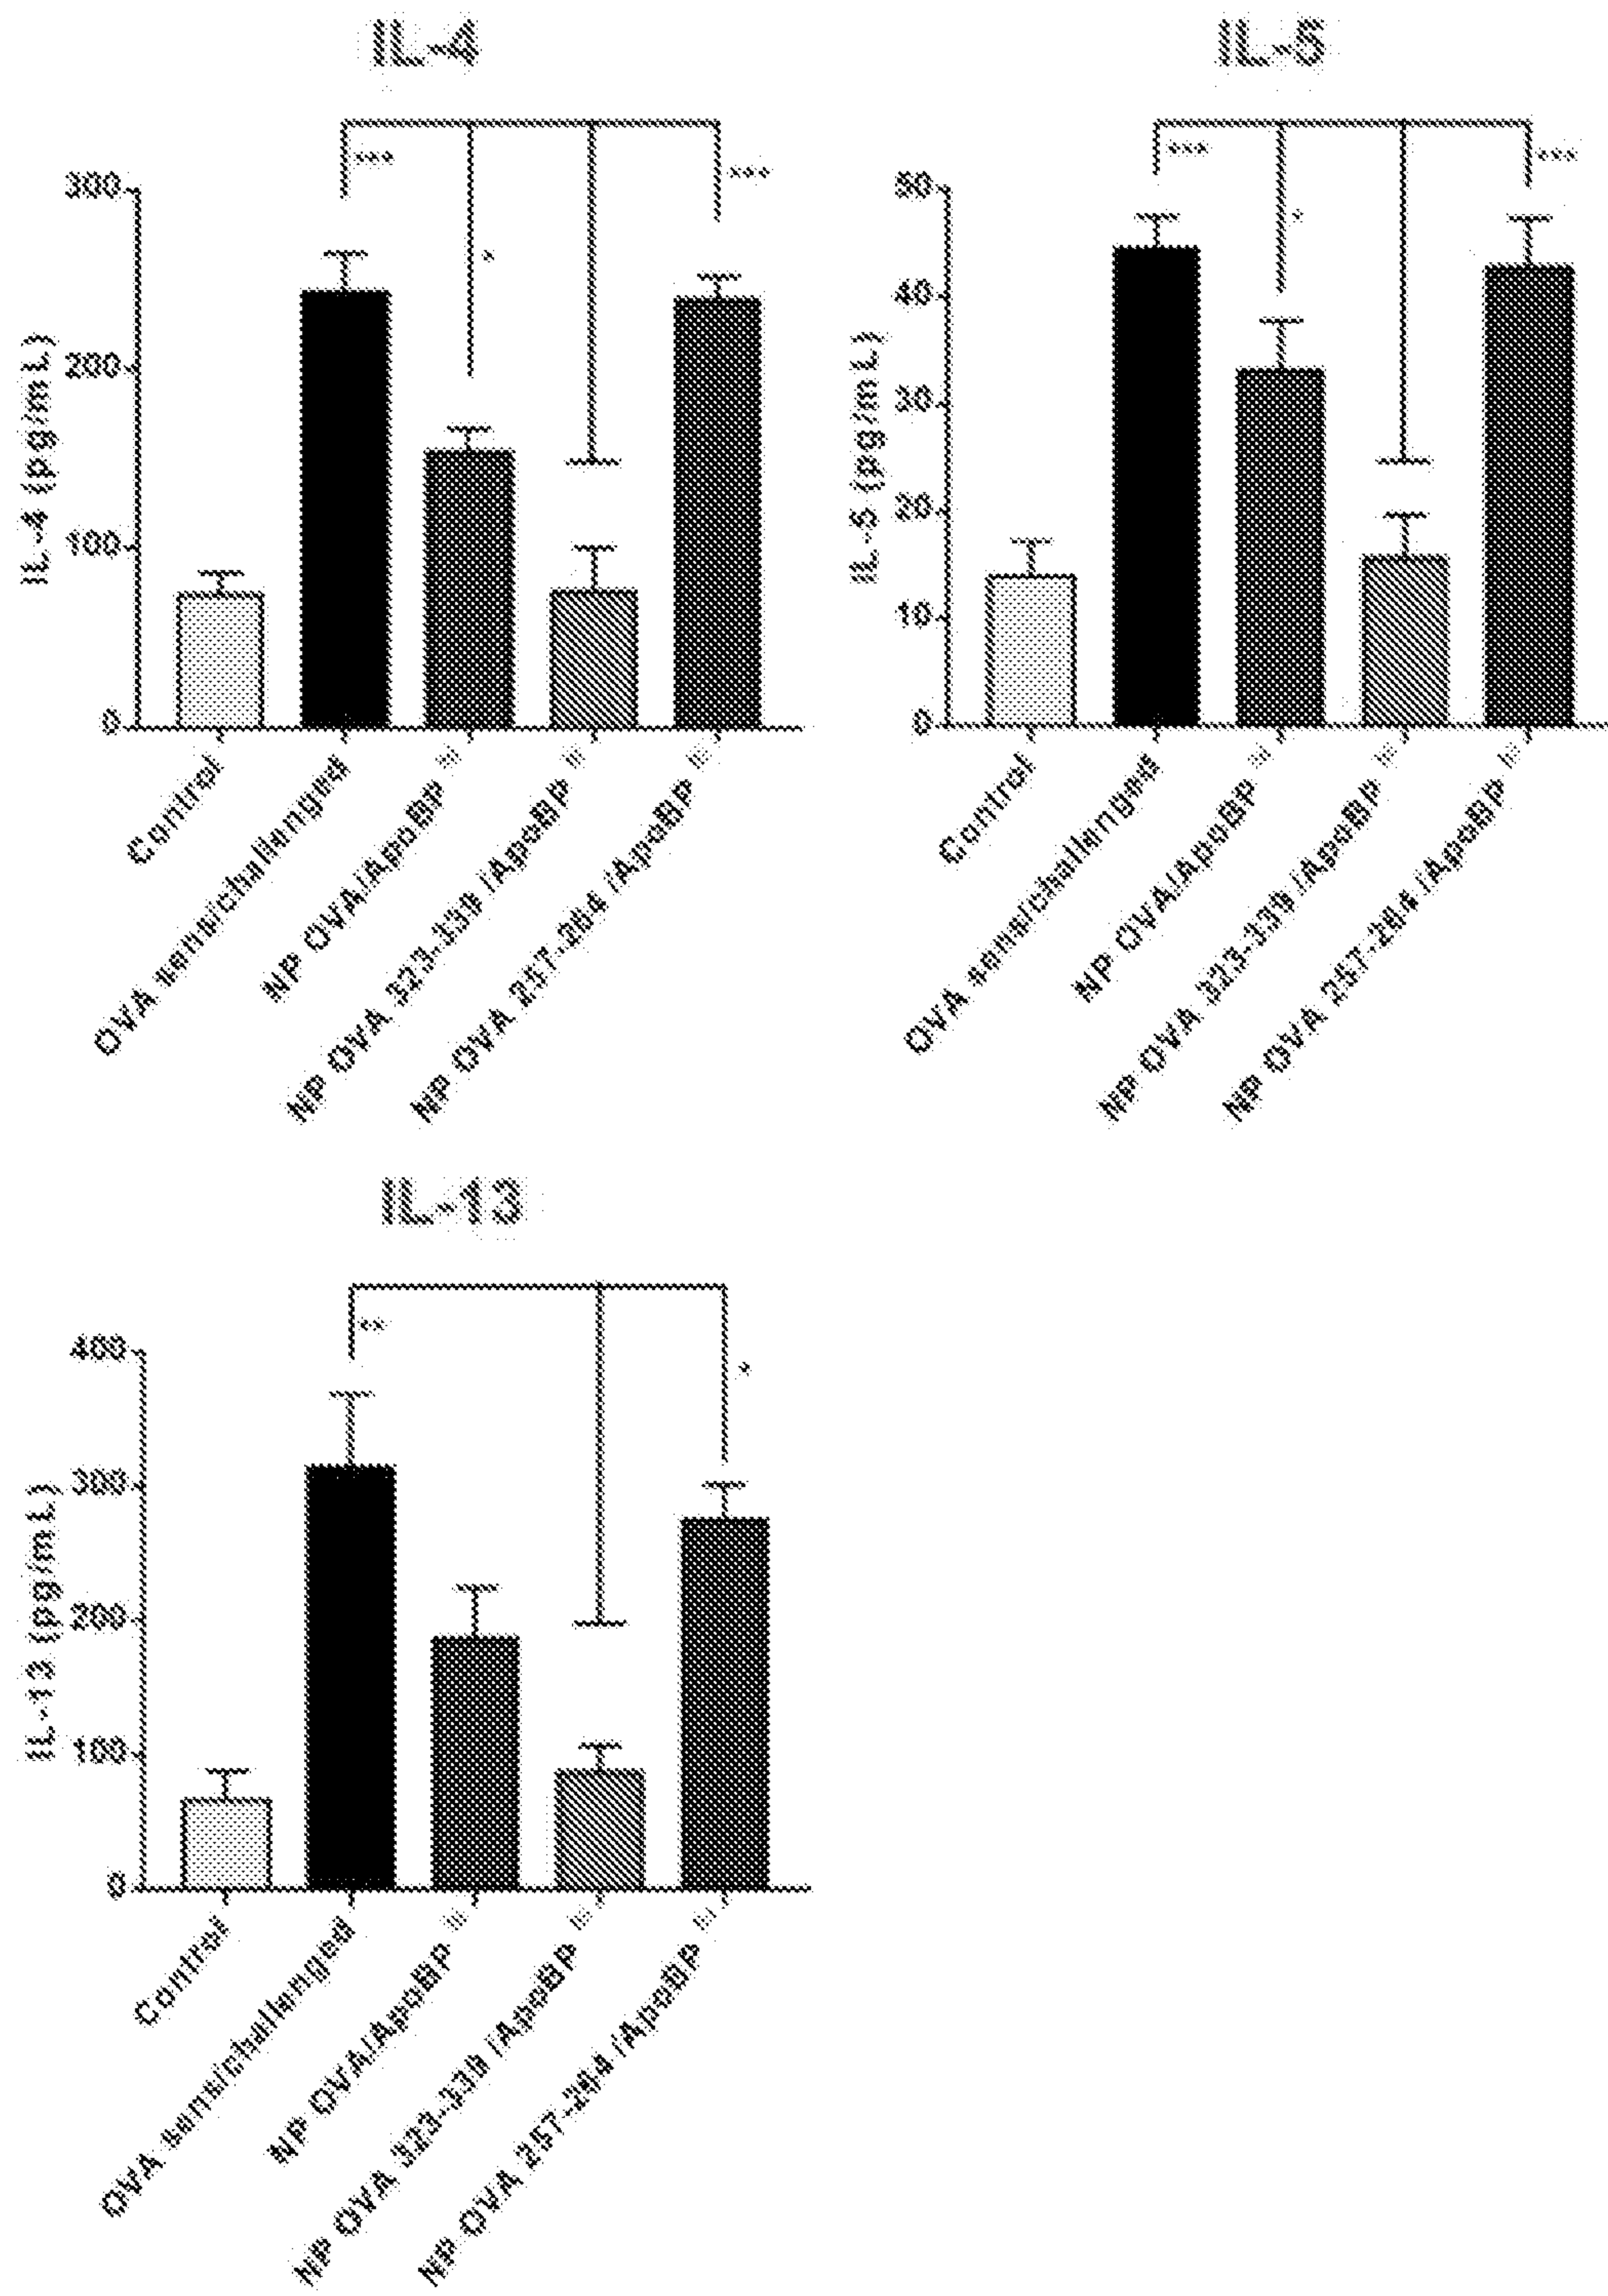 IL-4
***
*
***
300
200
100
0
IL-4 (pg/mL)
Control
OVA sens/challenged
NP OVA/ApoBP
NP OVA 323-339 /ApoBP
NP OVA 257-264 /ApoBP
IL-5
***
*
***
50
40
30
20
10
0
IL-5 (pg/mL)
Control
OVA sens/challenged
NP OVA/ApoBP
NP OVA 323-339 /ApoBP
NP OVA 257-264 /ApoBP
IL-13
**
*
400
300
200
100
0
IL-13 (pg/mL)
Control
OVA sens/challenged
NP OVA/ApoBP
NP OVA 323-339 /ApoBP
NP OVA 257-264 /ApoBP